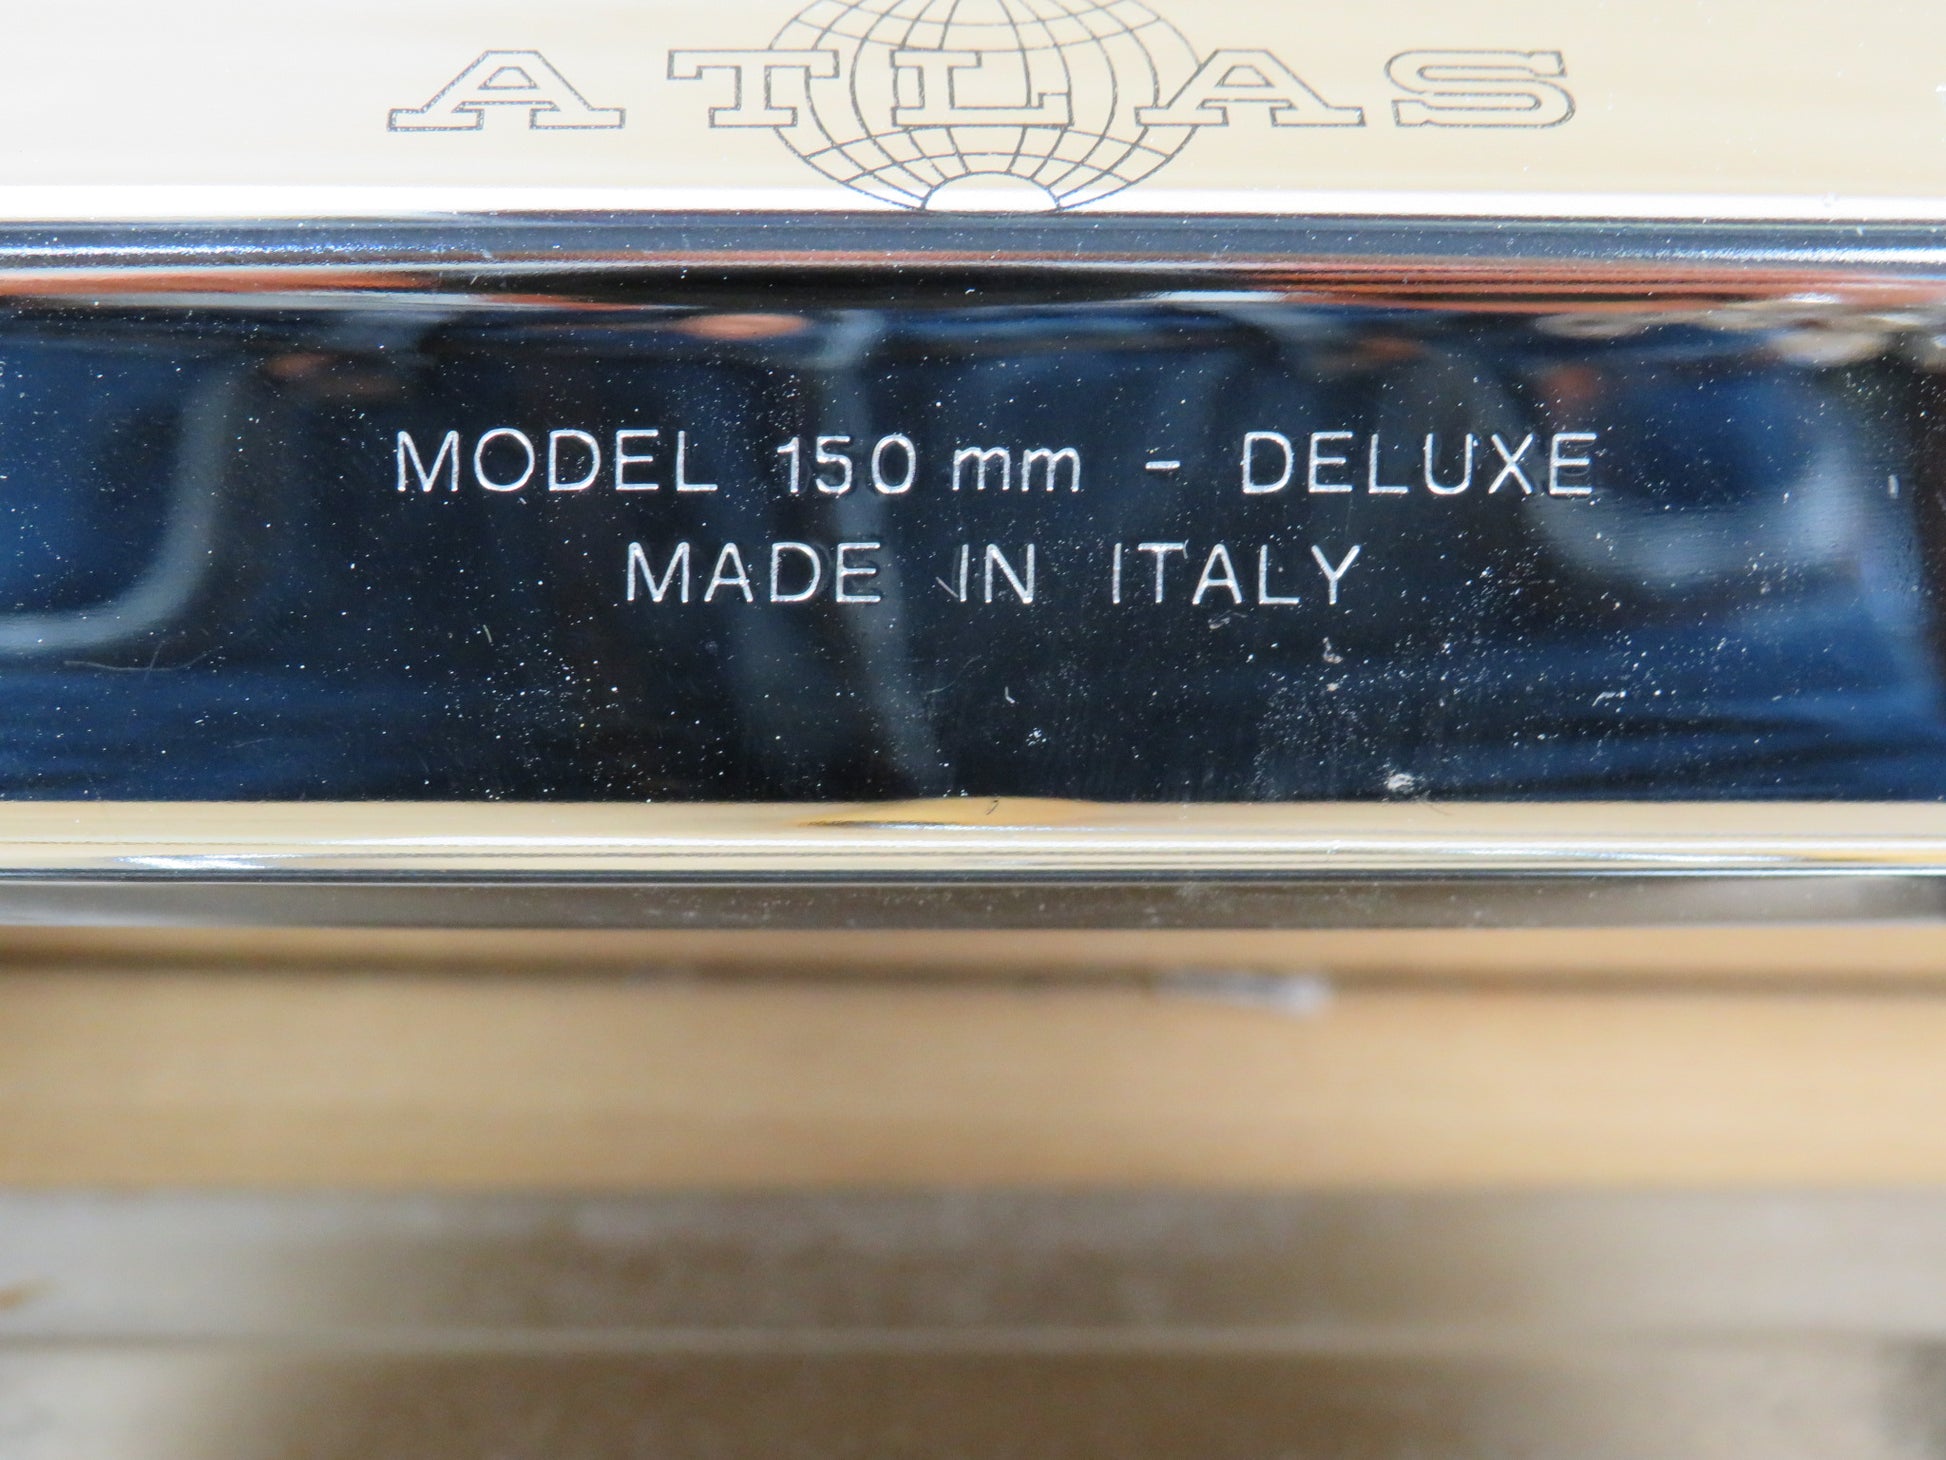 ATLAS
MODEL 150 mm - DELUXE
MADE IN ITALY